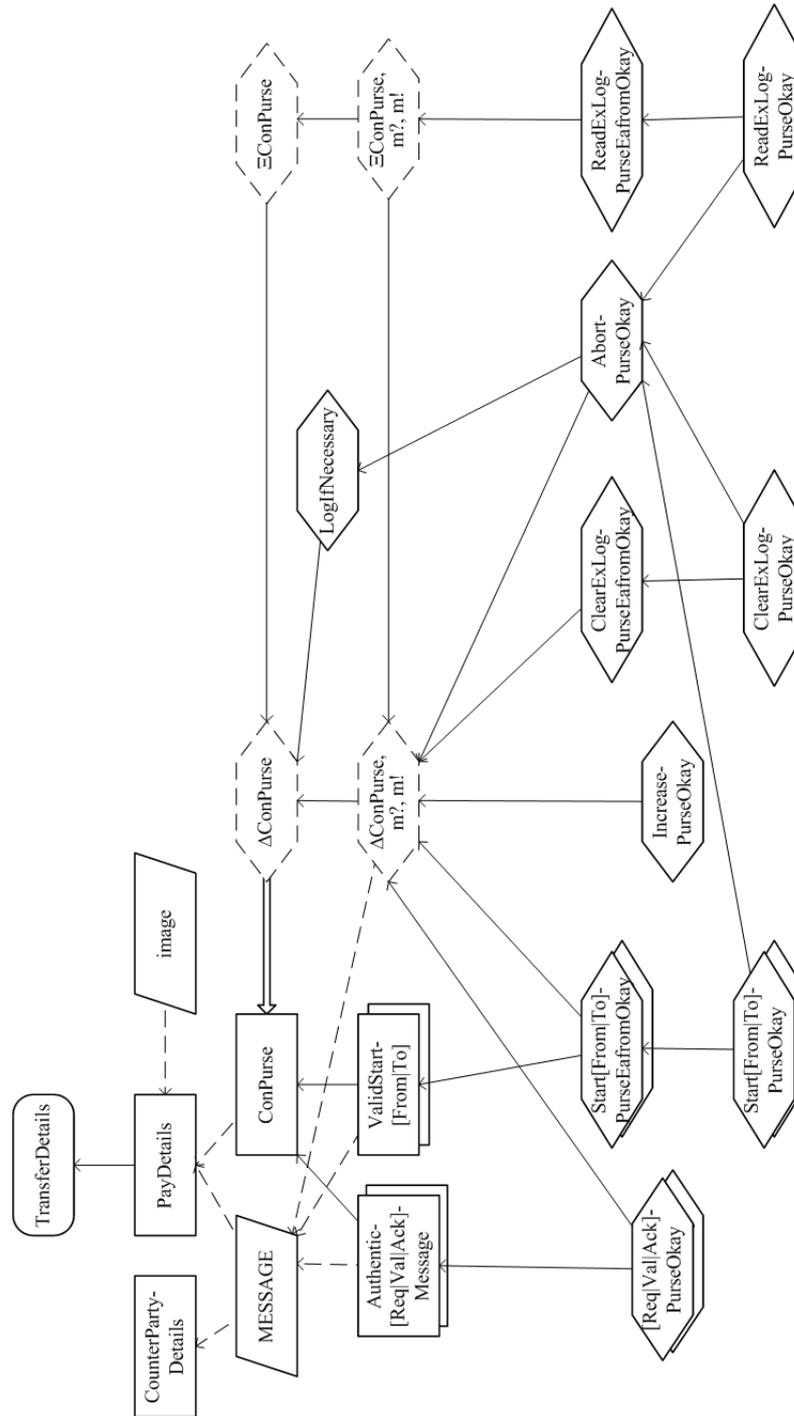 TransferDetails
CounterParty-
Details
PayDetails
image
MESSAGE
ConPurse
ΔConPurse
ΞConPurse
LogIfNecessary
Authentic-
[Req|Val|Ack]-
Message
ValidStart-
[From|To]
ΔConPurse,
m?, m!
ΞConPurse,
m?, m!
Start[From|To]-
PurseEafromOkay
ClearExLog-
PurseEafromOkay
Abort-
PurseOkay
ReadExLog-
PurseEafromOkay
[Req|Val|Ack]-
PurseOkay
Increase-
PurseOkay
Start[From|To]-
PurseOkay
ClearExLog-
PurseOkay
ReadExLog-
PurseOkay